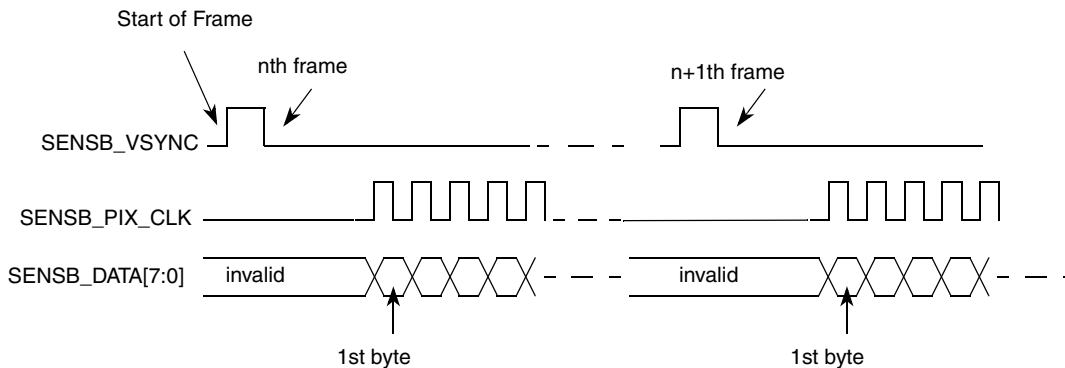 Start of Frame
nth frame
n+1th frame
SENSB_VSYNC
SENSB_PIX_CLK
SENSB_DATA[7:0]
invalid
invalid
1st byte
1st byte